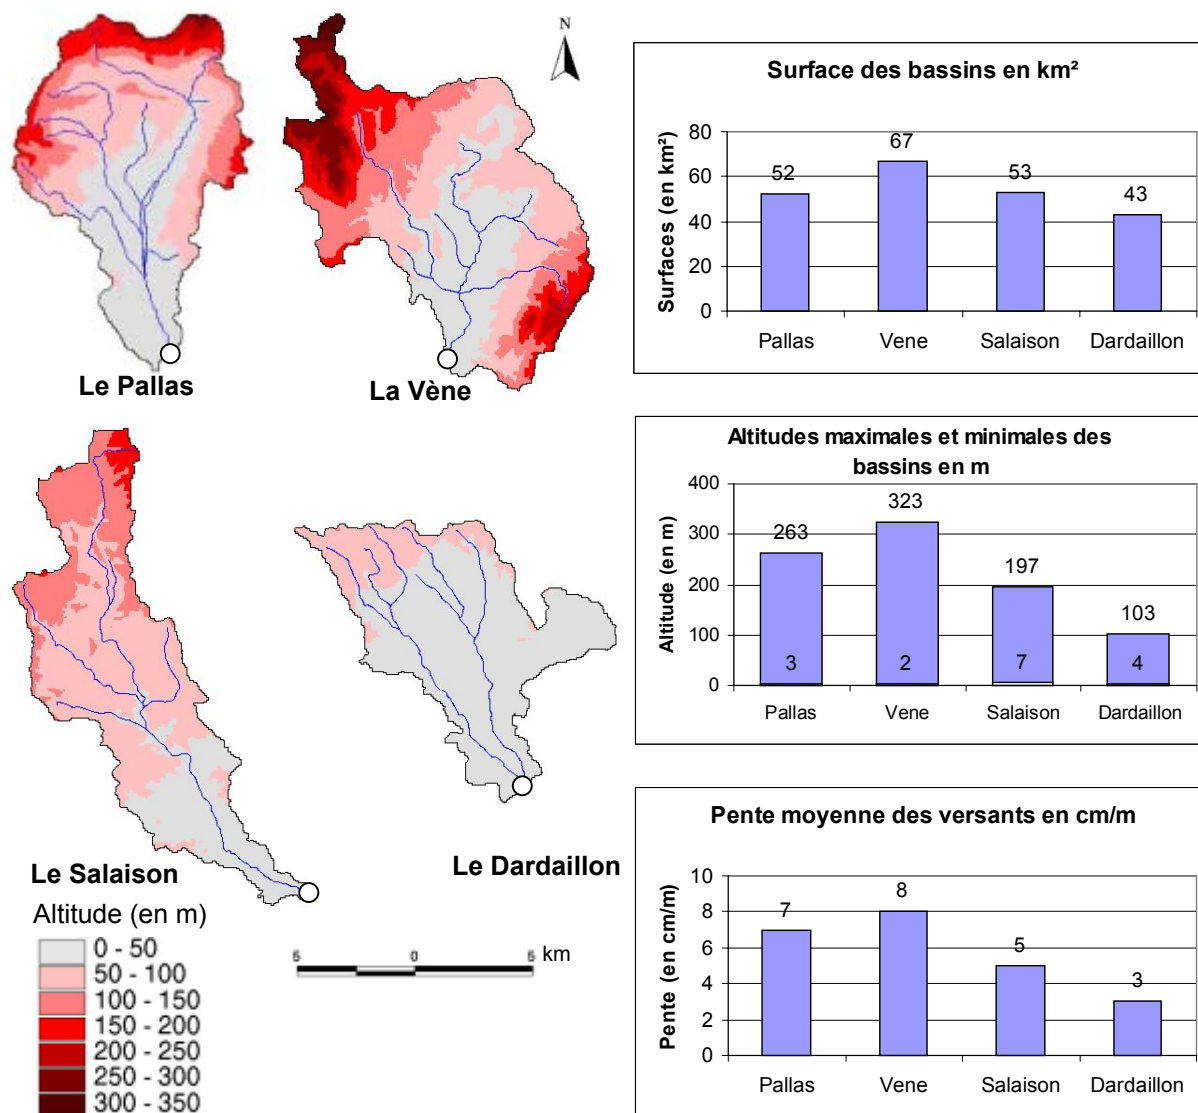 N
Le Pallas
La Vène
Le Salaison
Le Dardaillon
Altitude (en m)
0 - 50
50 - 100
100 - 150
150 - 200
200 - 250
250 - 300
300 - 350
5 0 5 km
Surface des bassins en km²
Surfaces (en km²)
80
60
40
20
0
52
67
53
43
Pallas Vene Salaison Dardaillon
Altitudes maximales et minimales des
bassins en m
Altitude (en m)
400
300
200
100
0
263
323
197
103
3
2
7
4
Pallas Vene Salaison Dardaillon
Pente moyenne des versants en cm/m
Pente (en cm/m)
10
8
6
4
2
0
7
8
5
3
Pallas Vene Salaison Dardaillon